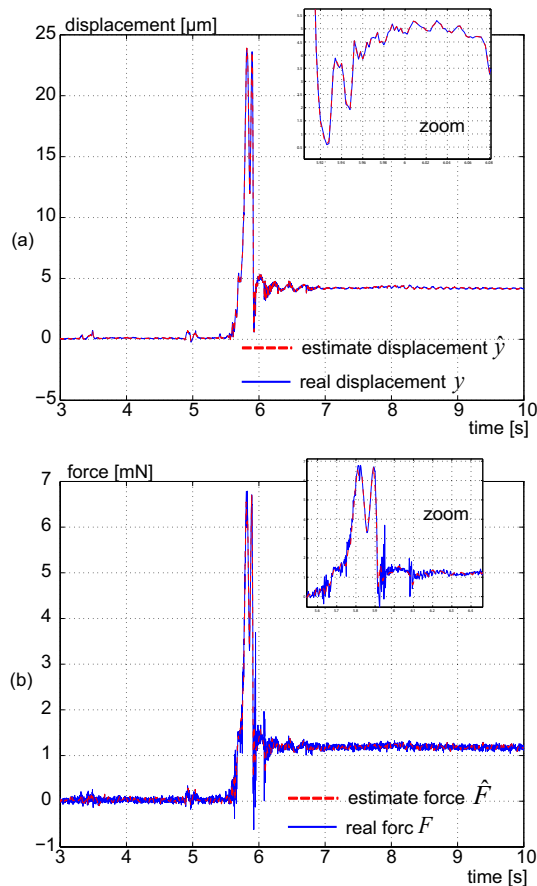 displacement [µm]
25
20
15
10
5
0
−5
(a)
zoom
estimate displacement ŷ
real displacement y
3 4 5 6 7 8 9 10
time [s]
force [mN]
7
6
5
4
3
2
1
0
−1
(b)
zoom
estimate force F̂
real forc F
3 4 5 6 7 8 9 10
time [s]